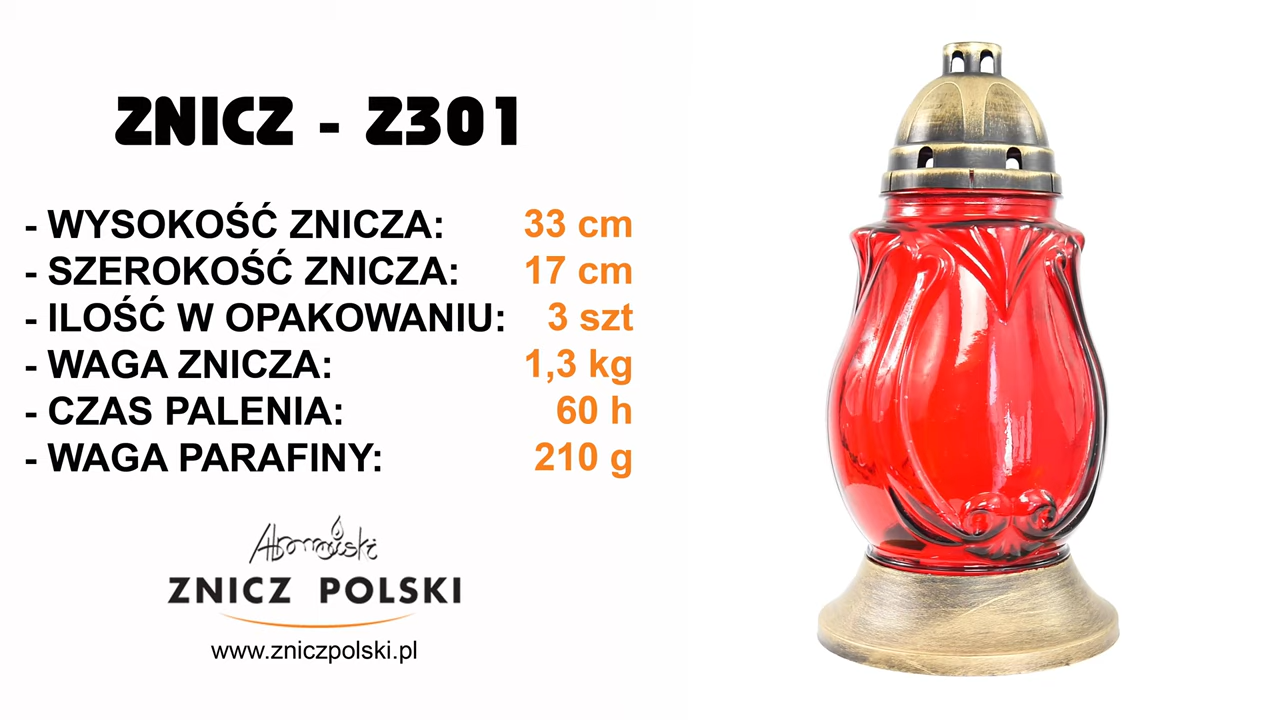 ZNICZ - Z301
- WYSOKOŚĆ ZNICZA: 33 cm
- SZEROKOŚĆ ZNICZA: 17 cm
- ILOŚĆ W OPAKOWANIU: 3 szt
- WAGA ZNICZA: 1,3 kg
- CZAS PALENIA: 60 h
- WAGA PARAFINY: 210 g
ZNICZ POLSKI
www.zniczpolski.pl